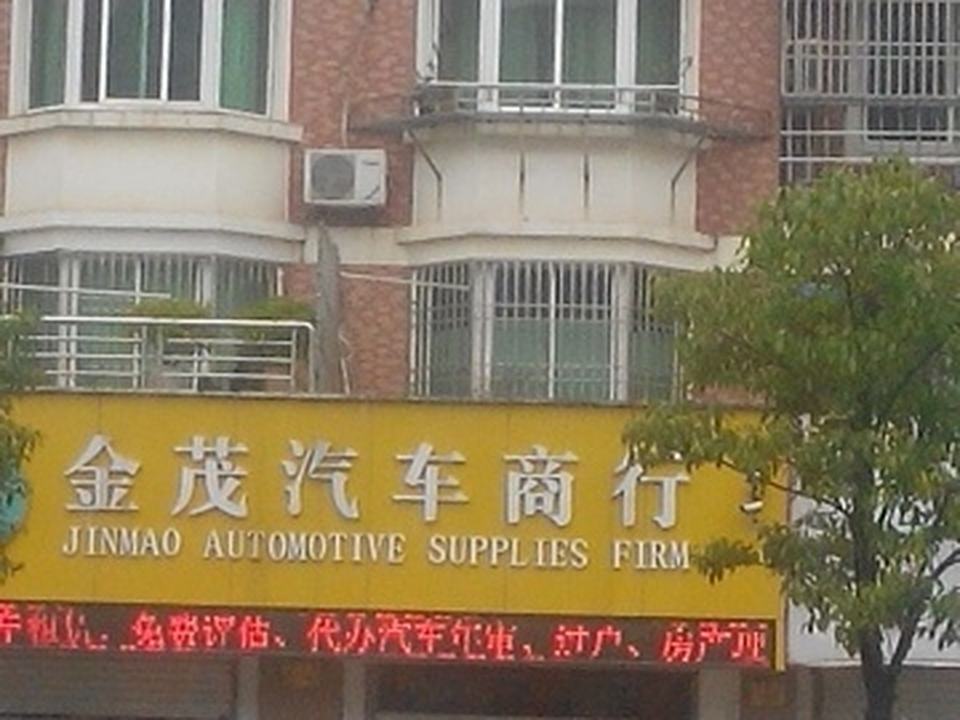 金茂汽车商行
JINMAO AUTOMOTIVE SUPPLIES FIRM
免费评估、代办汽车年审、过户、房产